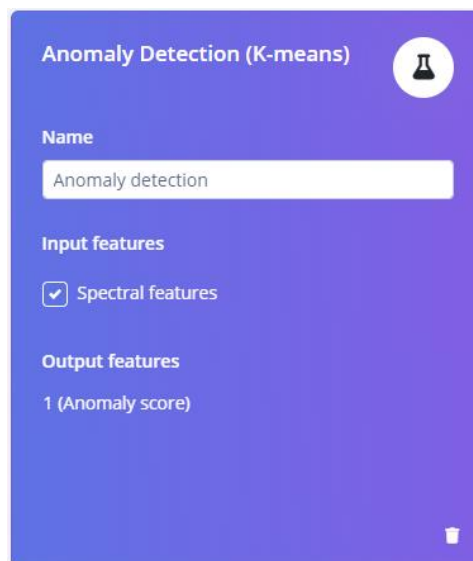 Anomaly Detection (K-means)
Name
Anomaly detection
Input features
Spectral features
Output features
1 (Anomaly score)